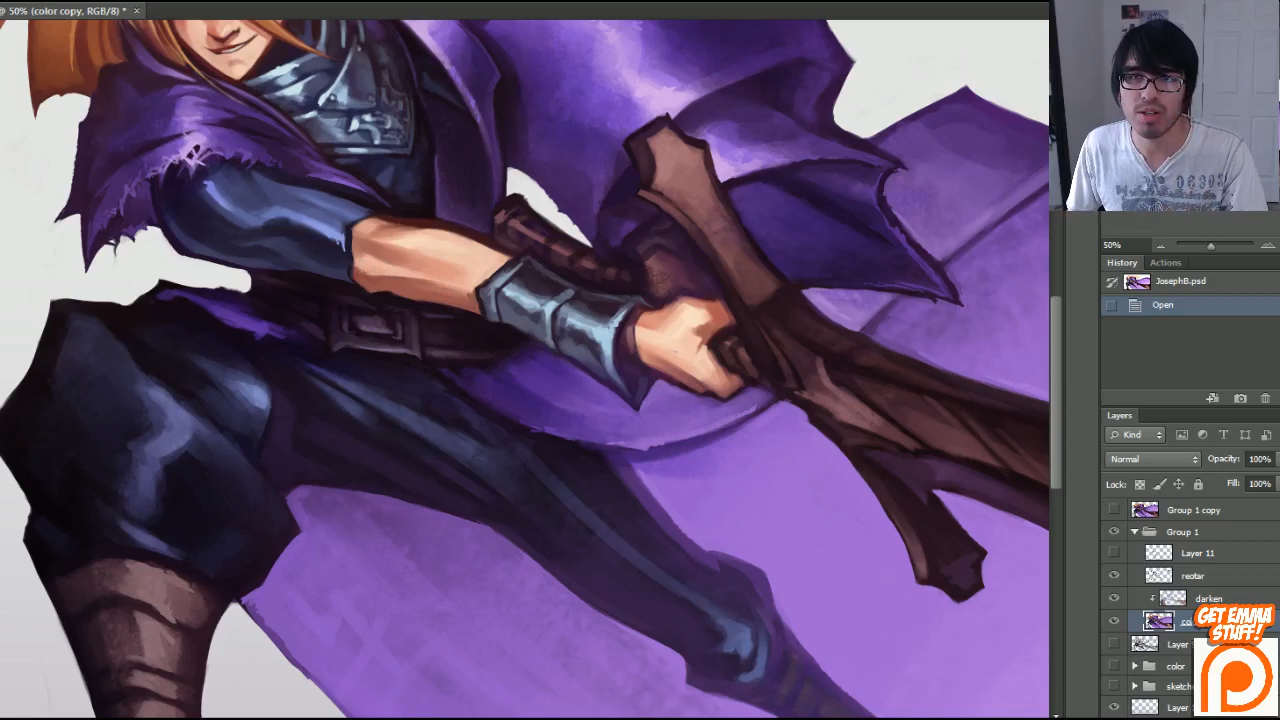 @ 50% (color copy, RGB/8) * ×
50%
History Actions
JosephB.psd
Open
Layers
Kind
Normal Opacity: 100%
Lock: Fill: 100%
Group 1 copy
Group 1
Layer 11
reotar
darken
co
Layer
color
sketch
Layer
GET EMMA
STUFF!